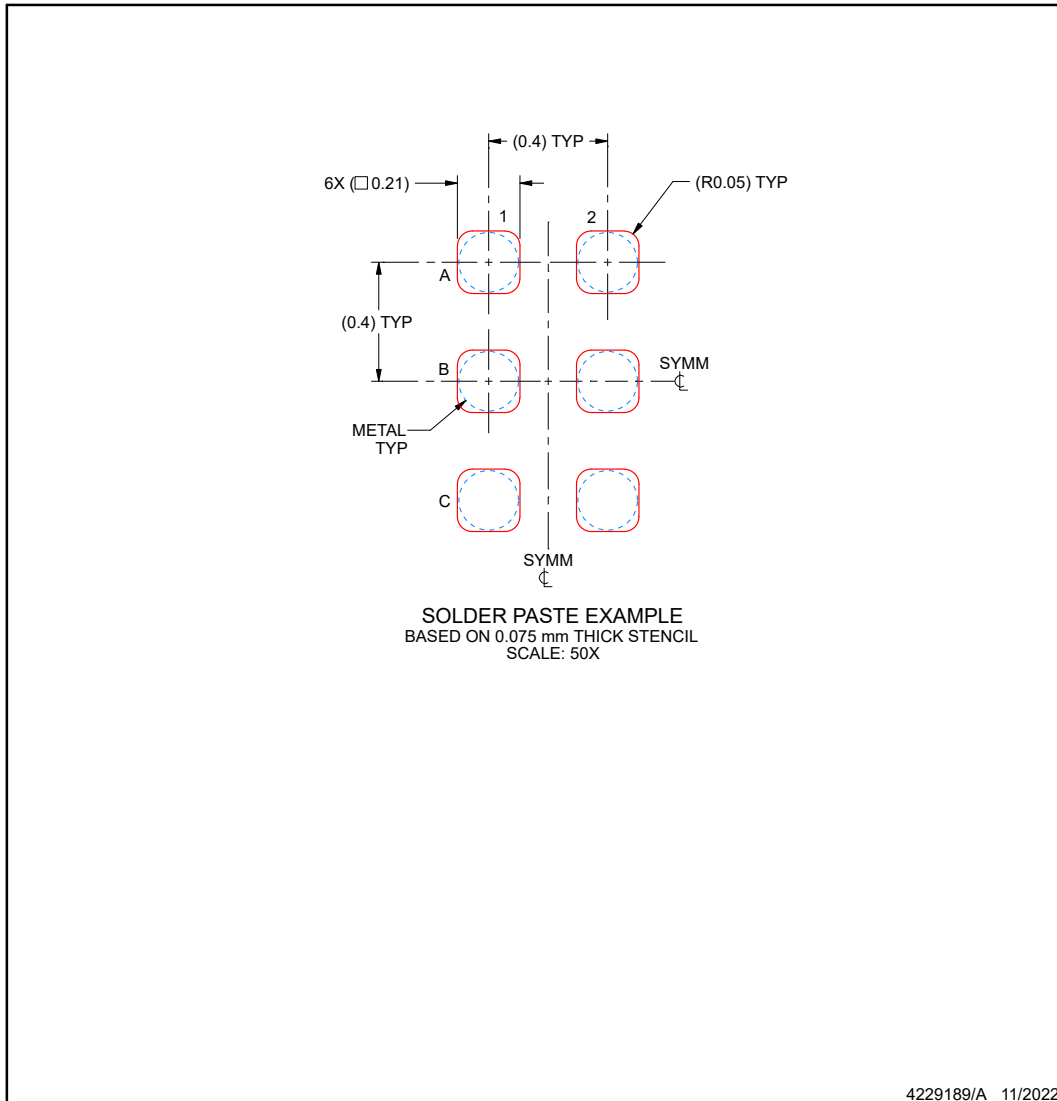 (0.4) TYP
6X (□ 0.21)
(R0.05) TYP
1
2
A
(0.4) TYP
B
SYMM
℄
METAL
TYP
C
SYMM
℄
SOLDER PASTE EXAMPLE
BASED ON 0.075 mm THICK STENCIL
SCALE: 50X
4229189/A 11/2022